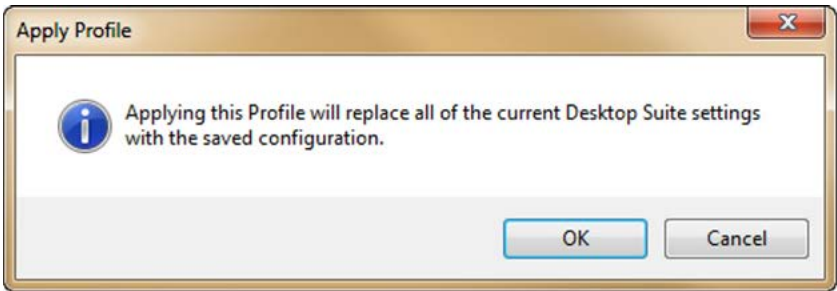 Apply Profile
Applying this Profile will replace all of the current Desktop Suite settings
with the saved configuration.
OK
Cancel